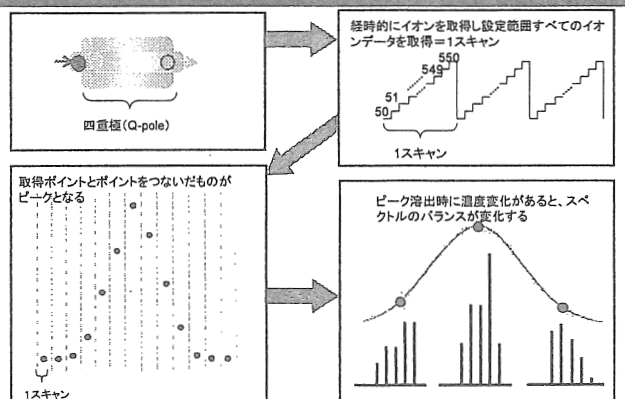 四重極(Q-pole)
経時的にイオンを取得し設定範囲すべてのイオ
ンデータを取得＝1スキャン
550
549
51
50
1スキャン
取得ポイントとポイントをつないだものが
ピークとなる
1スキャン
ピーク溶出時に温度変化があると、スペ
クトルのバランスが変化する